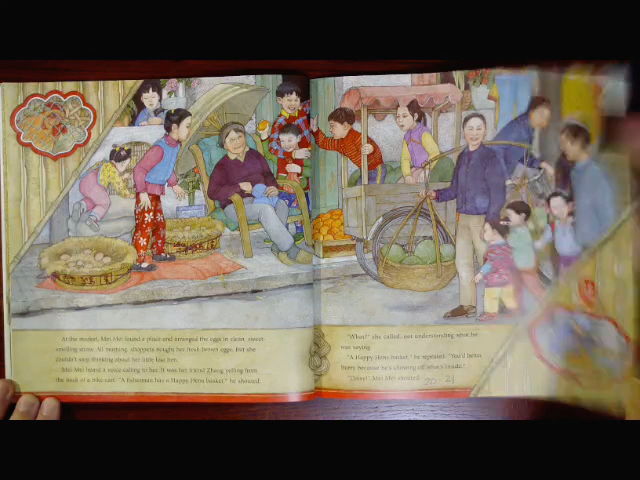 At the market, Mei Mei found a place and arranged the eggs in clean, sweet-
smelling straw. All morning, shoppers bought her fresh brown eggs. But she
couldn't stop thinking about her little lost hen.
Mei Mei heard a voice calling to her. It was her friend Zhang yelling from
the back of a bike cart. "A fisherman has a Happy Hens basket," he shouted.
"What?" she called, not understanding what he
was saying.
"A Happy Hens basket," he repeated. "You'd better
hurry because he's showing off what's inside."
Mei Mei shouted.
20 21